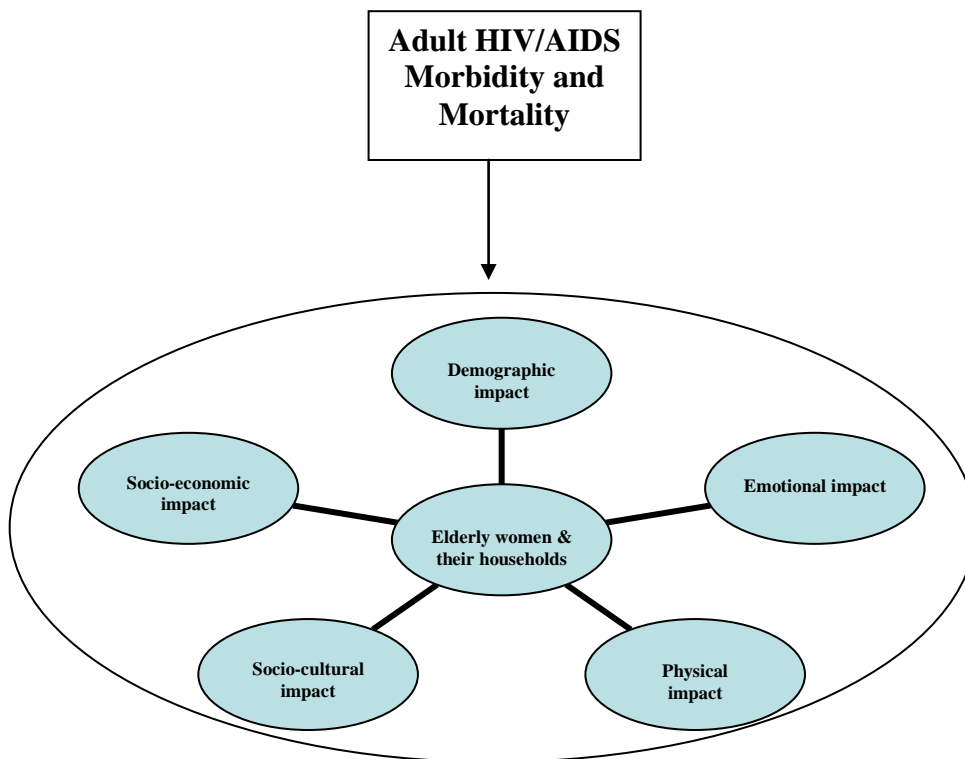 Adult HIV/AIDS
Morbidity and
Mortality
Demographic
impact
Socio-economic
impact
Emotional impact
Elderly women &
their households
Socio-cultural
impact
Physical
impact